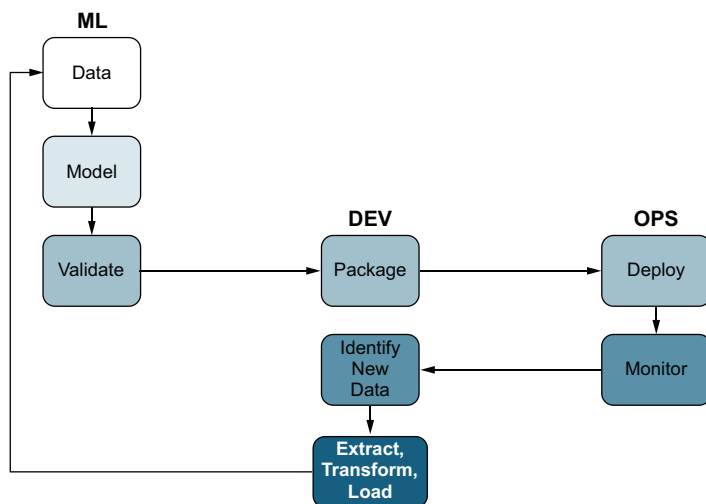 ML
Data
Model
DEV
OPS
Validate
Package
Deploy
Identify
New
Data
Monitor
Extract,
Transform,
Load